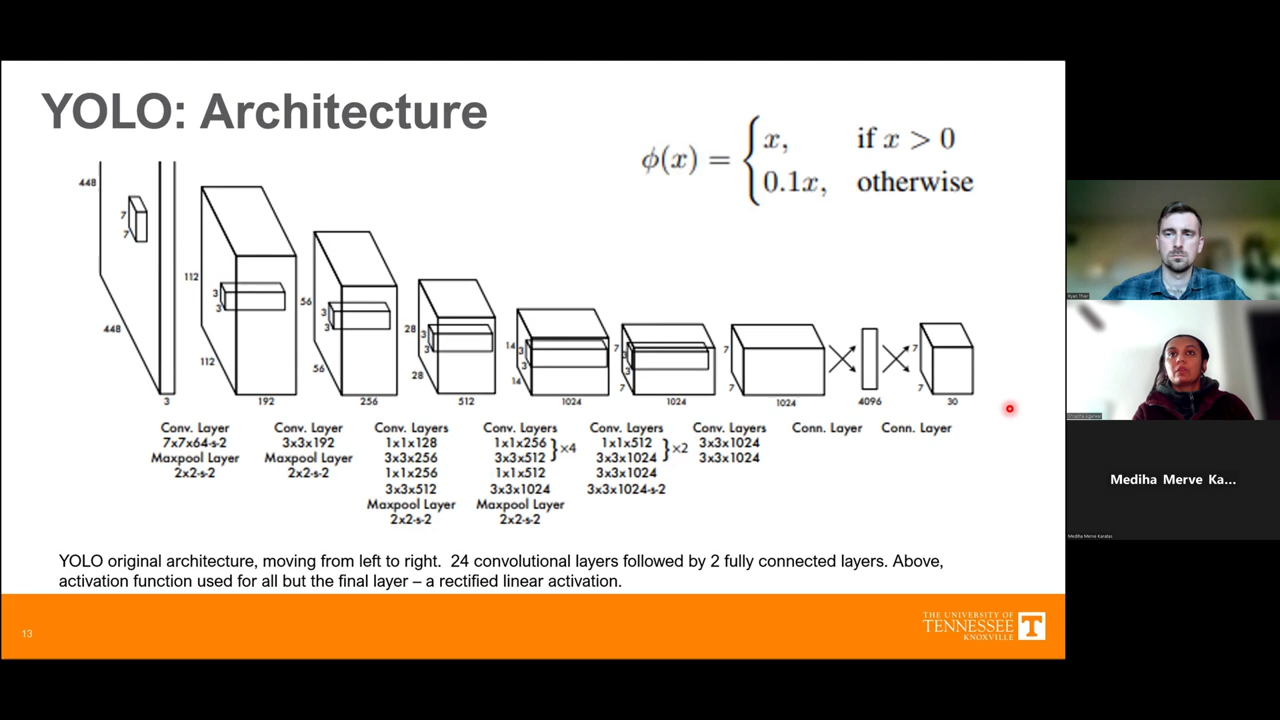 YOLO: Architecture
ϕ(x) = { x, if x > 0
0.1x, otherwise
448
7
7
448
3
112
3
3
112
192
56
3
3
56
256
28
3
3
28
512
14
3
3
14
1024
7
3
3
7
1024
7
7
1024
4096
7
7
30
Conv. Layer
7x7x64-s-2
Maxpool Layer
2x2-s-2
Conv. Layer
3x3x192
Maxpool Layer
2x2-s-2
Conv. Layers
1x1x128
3x3x256
1x1x256
3x3x512
Maxpool Layer
2x2-s-2
Conv. Layers
1x1x256
3x3x512 } ×4
1x1x512
3x3x1024
Maxpool Layer
2x2-s-2
Conv. Layers
1x1x512
3x3x1024 } ×2
3x3x1024
3x3x1024-s-2
Conv. Layers
3x3x1024
3x3x1024
Conn. Layer
Conn. Layer
YOLO original architecture, moving from left to right. 24 convolutional layers followed by 2 fully connected layers. Above,
activation function used for all but the final layer – a rectified linear activation.
13
THE UNIVERSITY OF
TENNESSEE
KNOXVILLE
T
Mediha Merve Ka...
Mediha Merve Karatas